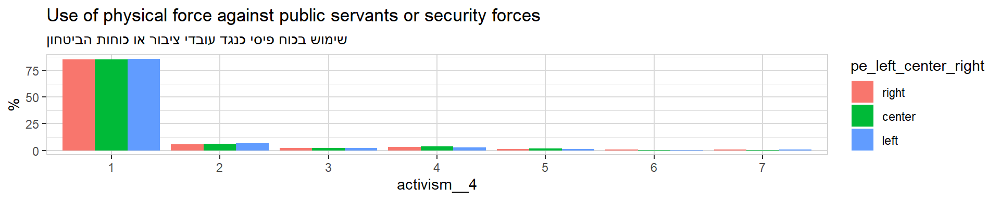 Use of physical force against public servants or security forces
שימוש בכוח פיסי כנגד עובדי ציבור או כוחות הביטחון
%
75
50
25
0
1 2 3 4 5 6 7
activism__4
pe_left_center_right
right
center
left